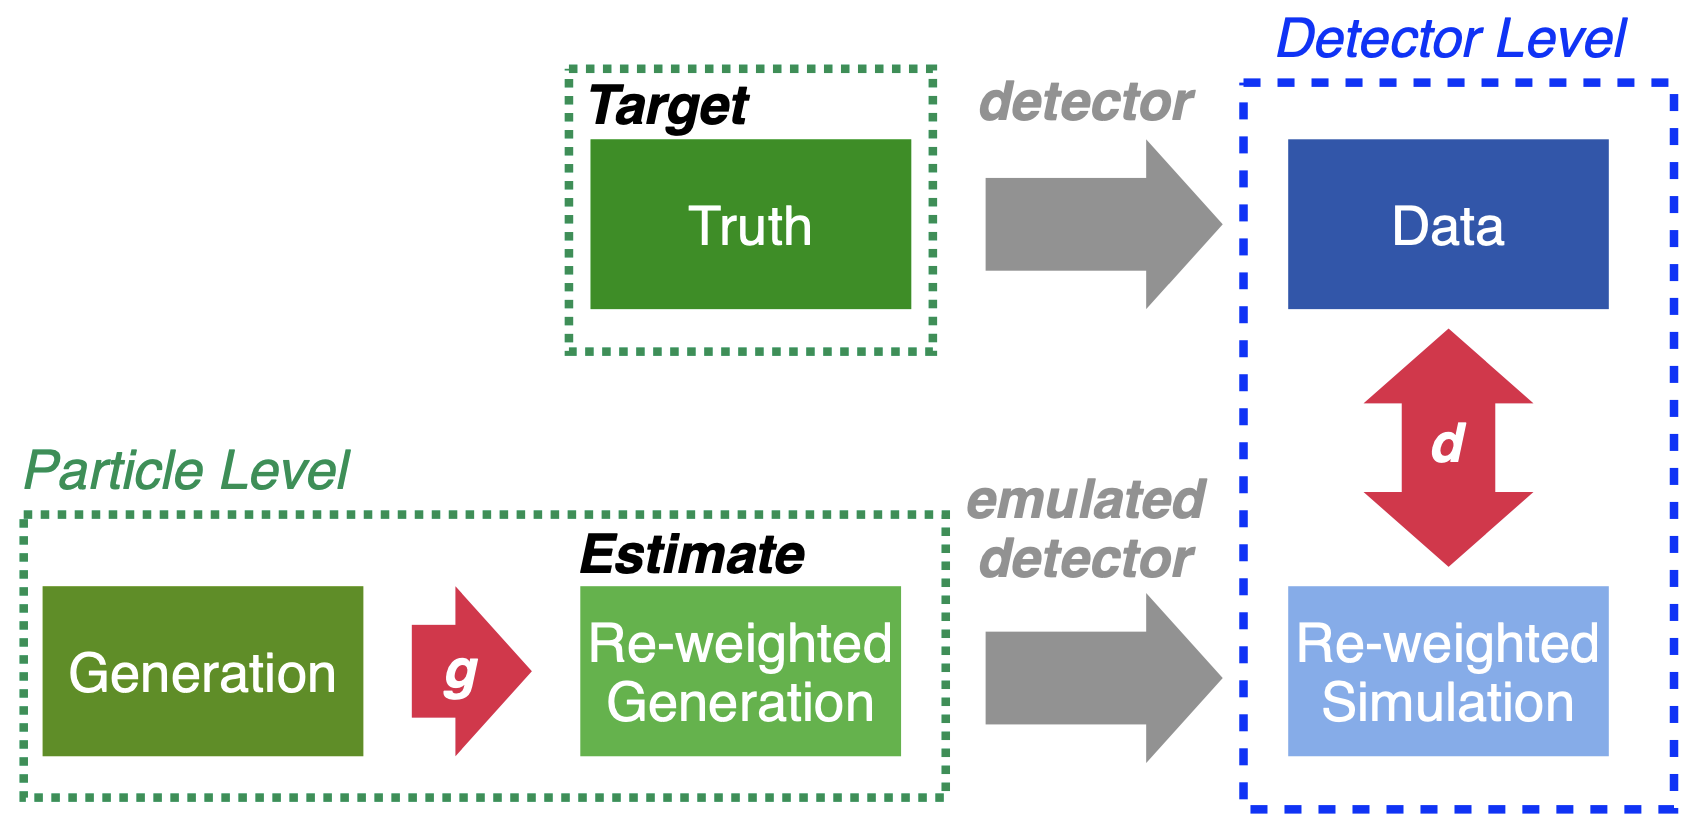 Detector Level
Target
detector
Truth
Data
d
Particle Level
emulated
detector
Estimate
Generation
g
Re-weighted
Generation
Re-weighted
Simulation